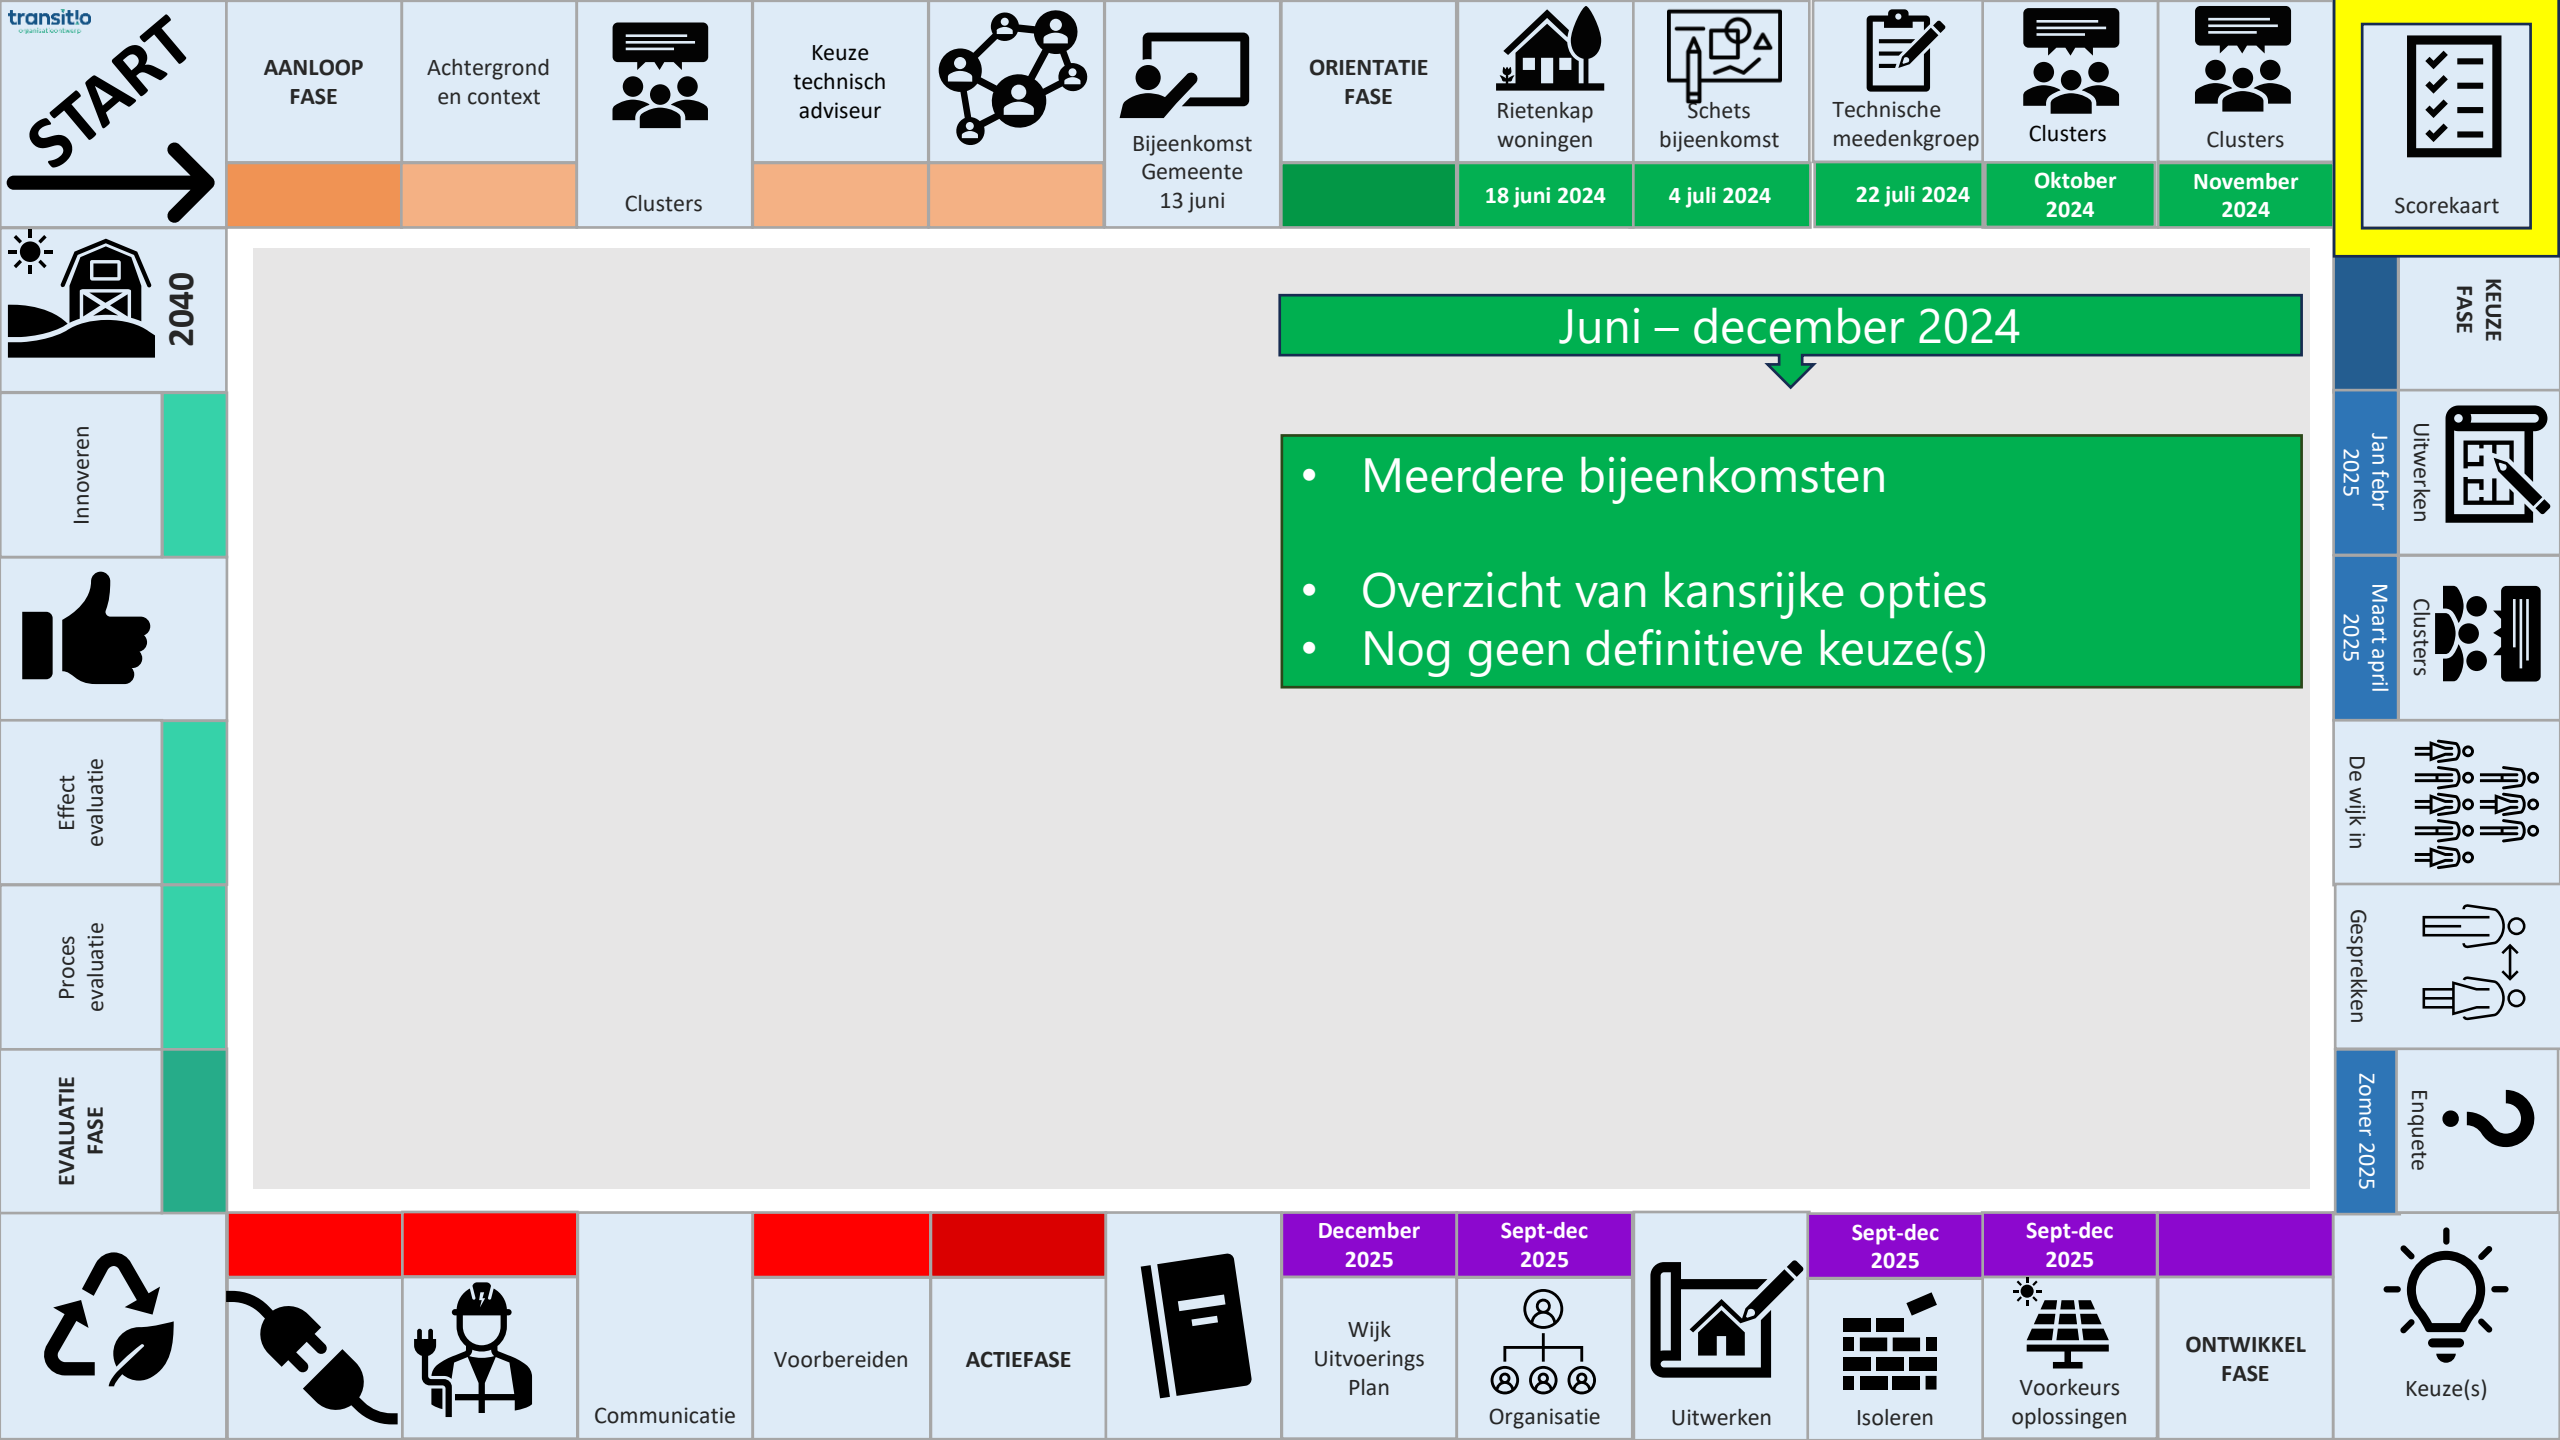 transit!o
organisatieontwerp
START
AANLOOP
FASE
Achtergrond
en context
Clusters
Keuze
technisch
adviseur
Bijeenkomst
Gemeente
13 juni
ORIENTATIE
FASE
Rietenkap
woningen
18 juni 2024
Schets
bijeenkomst
4 juli 2024
Technische
meedenkgroep
22 juli 2024
Clusters
Oktober
2024
Clusters
November
2024
Scorekaart
KEUZE
FASE
Uitwerken
Jan febr
2025
Clusters
Maart april
2025
De wijk in
Gesprekken
Enquete
Zomer 2025
Keuze(s)
ONTWIKKEL
FASE
Sept-dec
2025
Voorkeurs
oplossingen
Sept-dec
2025
Isoleren
Uitwerken
Sept-dec
2025
Organisatie
December
2025
Wijk
Uitvoerings
Plan
ACTIEFASE
Voorbereiden
Communicatie
EVALUATIE
FASE
Proces
evaluatie
Effect
evaluatie
Innoveren
2040
Juni – december 2024
• Meerdere bijeenkomsten
• Overzicht van kansrijke opties
• Nog geen definitieve keuze(s)